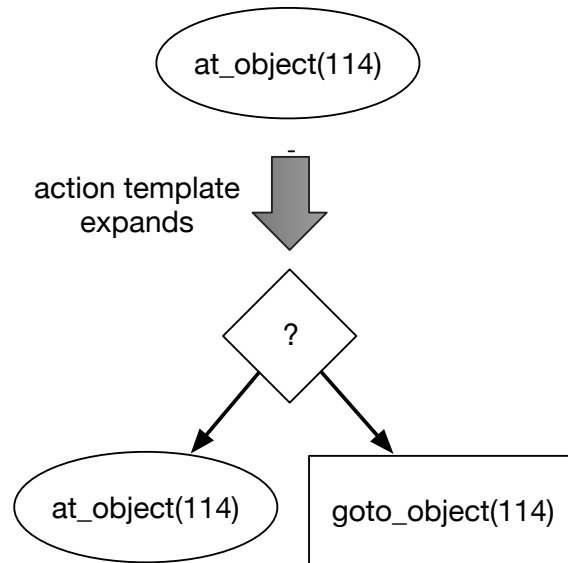 at_object(114)
-
action template
expands
?
at_object(114)
goto_object(114)